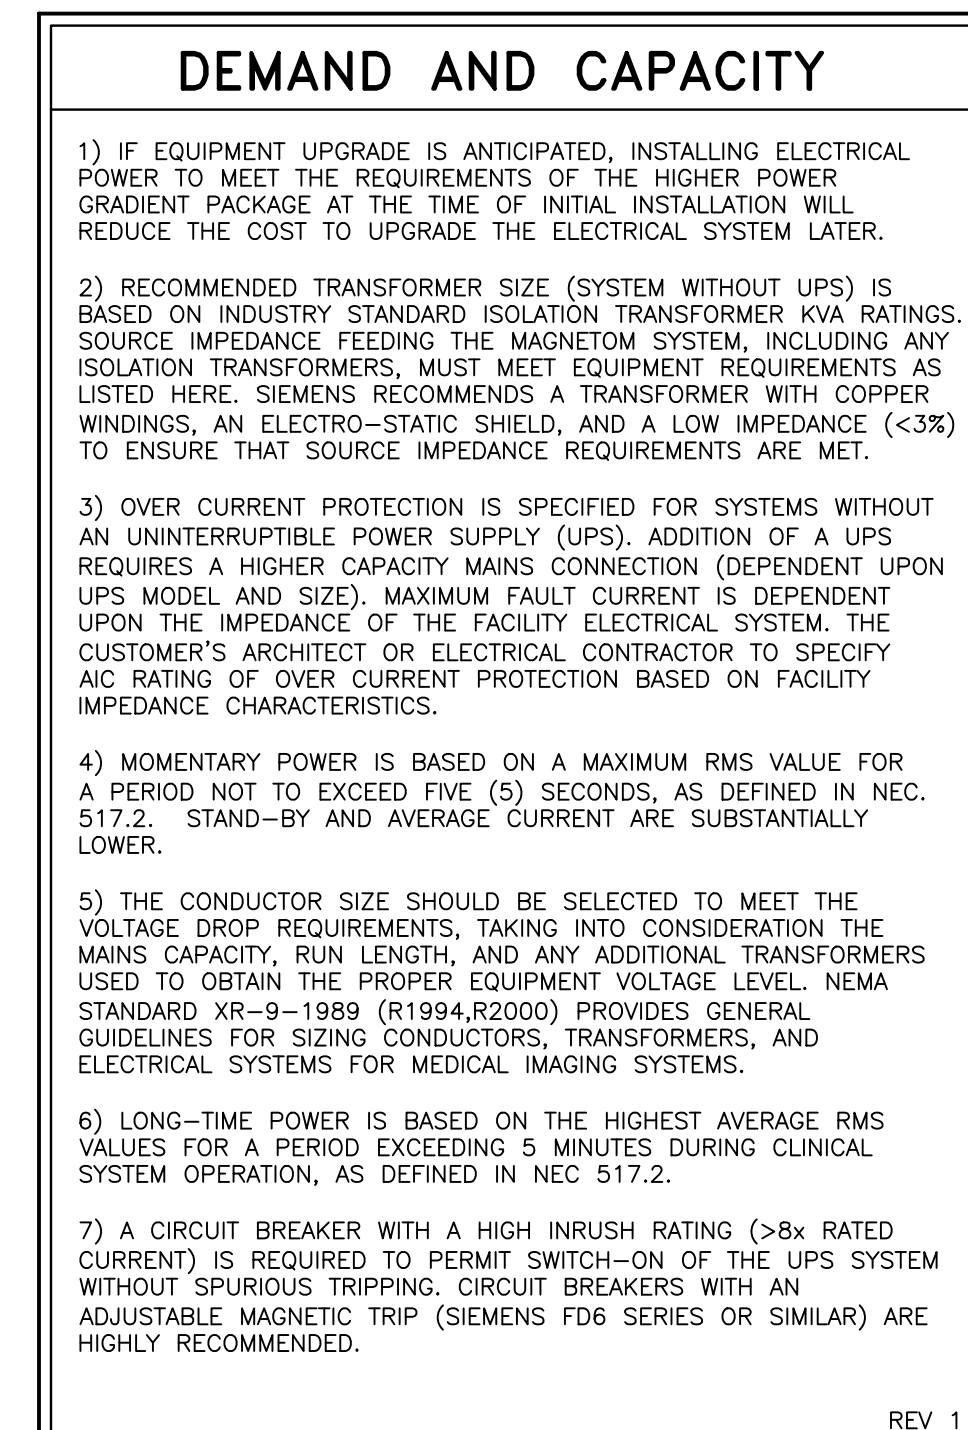 DEMAND AND CAPACITY
1) IF EQUIPMENT UPGRADE IS ANTICIPATED, INSTALLING ELECTRICAL
POWER TO MEET THE REQUIREMENTS OF THE HIGHER POWER
GRADIENT PACKAGE AT THE TIME OF INITIAL INSTALLATION WILL
REDUCE THE COST TO UPGRADE THE ELECTRICAL SYSTEM LATER.
2) RECOMMENDED TRANSFORMER SIZE (SYSTEM WITHOUT UPS) IS
BASED ON INDUSTRY STANDARD ISOLATION TRANSFORMER KVA RATINGS.
SOURCE IMPEDANCE FEEDING THE MAGNETOM SYSTEM, INCLUDING ANY
ISOLATION TRANSFORMERS, MUST MEET EQUIPMENT REQUIREMENTS AS
LISTED HERE. SIEMENS RECOMMENDS A TRANSFORMER WITH COPPER
WINDINGS, AN ELECTRO–STATIC SHIELD, AND A LOW IMPEDANCE (<3%)
TO ENSURE THAT SOURCE IMPEDANCE REQUIREMENTS ARE MET.
3) OVER CURRENT PROTECTION IS SPECIFIED FOR SYSTEMS WITHOUT
AN UNINTERRUPTIBLE POWER SUPPLY (UPS). ADDITION OF A UPS
REQUIRES A HIGHER CAPACITY MAINS CONNECTION (DEPENDENT UPON
UPS MODEL AND SIZE). MAXIMUM FAULT CURRENT IS DEPENDENT
UPON THE IMPEDANCE OF THE FACILITY ELECTRICAL SYSTEM. THE
CUSTOMER'S ARCHITECT OR ELECTRICAL CONTRACTOR TO SPECIFY
AIC RATING OF OVER CURRENT PROTECTION BASED ON FACILITY
IMPEDANCE CHARACTERISTICS.
4) MOMENTARY POWER IS BASED ON A MAXIMUM RMS VALUE FOR
A PERIOD NOT TO EXCEED FIVE (5) SECONDS, AS DEFINED IN NEC.
517.2. STAND–BY AND AVERAGE CURRENT ARE SUBSTANTIALLY
LOWER.
5) THE CONDUCTOR SIZE SHOULD BE SELECTED TO MEET THE
VOLTAGE DROP REQUIREMENTS, TAKING INTO CONSIDERATION THE
MAINS CAPACITY, RUN LENGTH, AND ANY ADDITIONAL TRANSFORMERS
USED TO OBTAIN THE PROPER EQUIPMENT VOLTAGE LEVEL. NEMA
STANDARD XR–9–1989 (R1994,R2000) PROVIDES GENERAL
GUIDELINES FOR SIZING CONDUCTORS, TRANSFORMERS, AND
ELECTRICAL SYSTEMS FOR MEDICAL IMAGING SYSTEMS.
6) LONG–TIME POWER IS BASED ON THE HIGHEST AVERAGE RMS
VALUES FOR A PERIOD EXCEEDING 5 MINUTES DURING CLINICAL
SYSTEM OPERATION, AS DEFINED IN NEC 517.2.
7) A CIRCUIT BREAKER WITH A HIGH INRUSH RATING (>8x RATED
CURRENT) IS REQUIRED TO PERMIT SWITCH–ON OF THE UPS SYSTEM
WITHOUT SPURIOUS TRIPPING. CIRCUIT BREAKERS WITH AN
ADJUSTABLE MAGNETIC TRIP (SIEMENS FD6 SERIES OR SIMILAR) ARE
HIGHLY RECOMMENDED.
REV 1